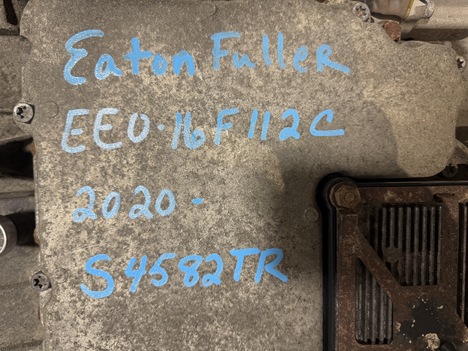 Eaton Fuller
EEO-16F112C
2020-
S4582TR